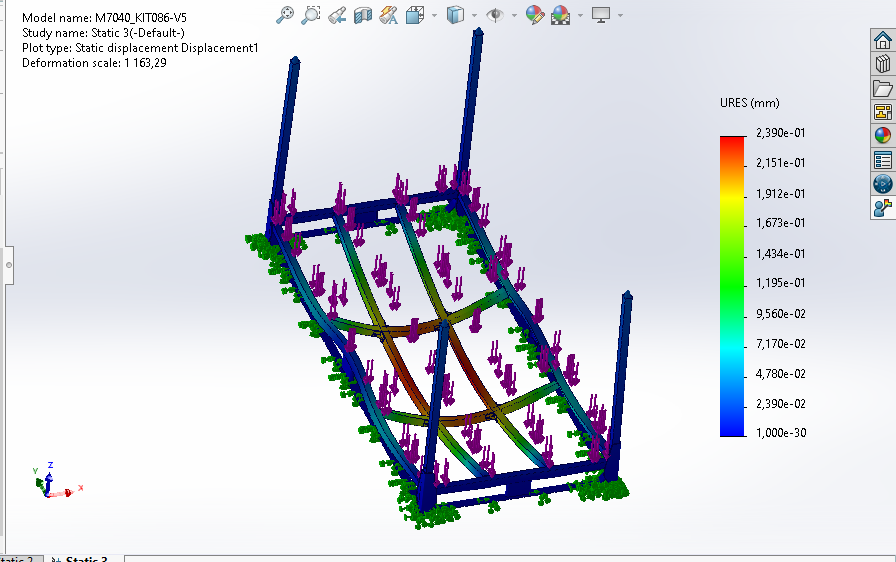 Model name: M7040_KIT086-V5
Study name: Static 3(-Default-)
Plot type: Static displacement Displacement1
Deformation scale: 1 163,29
URES (mm)
2,390e-01
2,151e-01
1,912e-01
1,673e-01
1,434e-01
1,195e-01
9,560e-02
7,170e-02
4,780e-02
2,390e-02
1,000e-30
Y
Z
X
Static 3